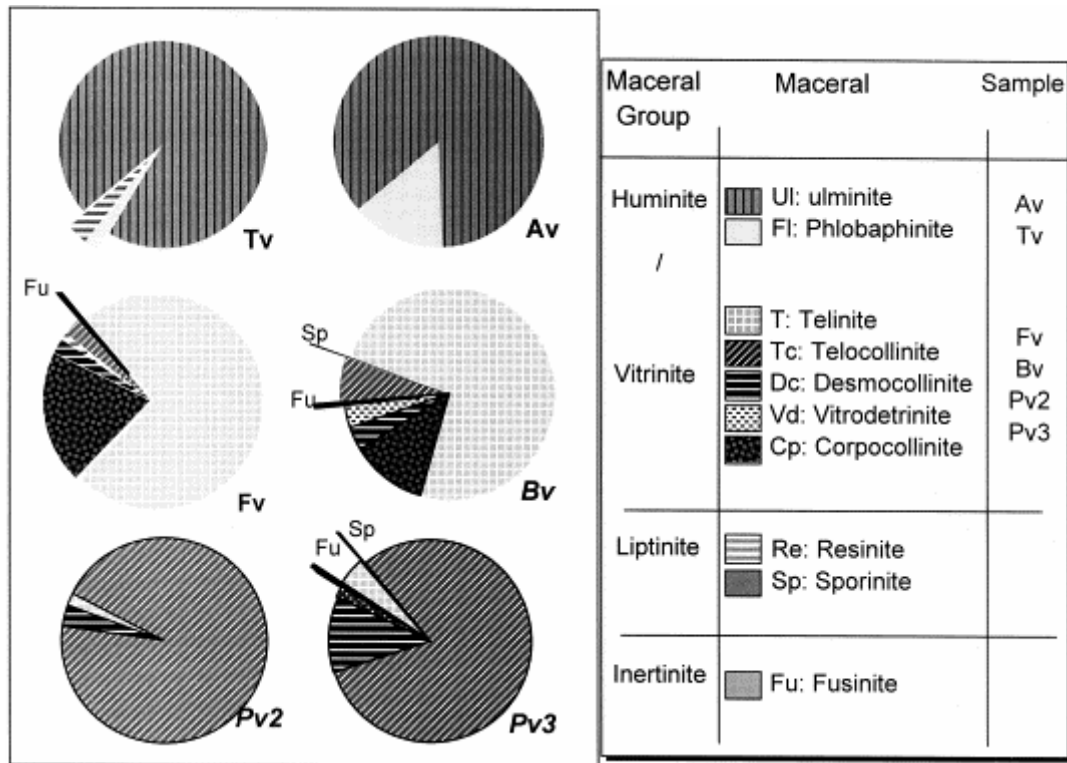 Tv
Av
Fu
Sp
Fu
Fv
Bv
Sp
Fu
Pv2
Pv3
Maceral Group
Maceral
Sample
Huminite
/
Vitrinite
Ul: ulminite
Fl: Phlobaphinite
Av
Tv
T: Telinite
Tc: Telocollinite
Dc: Desmocollinite
Vd: Vitrodetrinite
Cp: Corpocollinite
Fv
Bv
Pv2
Pv3
Liptinite
Re: Resinite
Sp: Sporinite
Inertinite
Fu: Fusinite